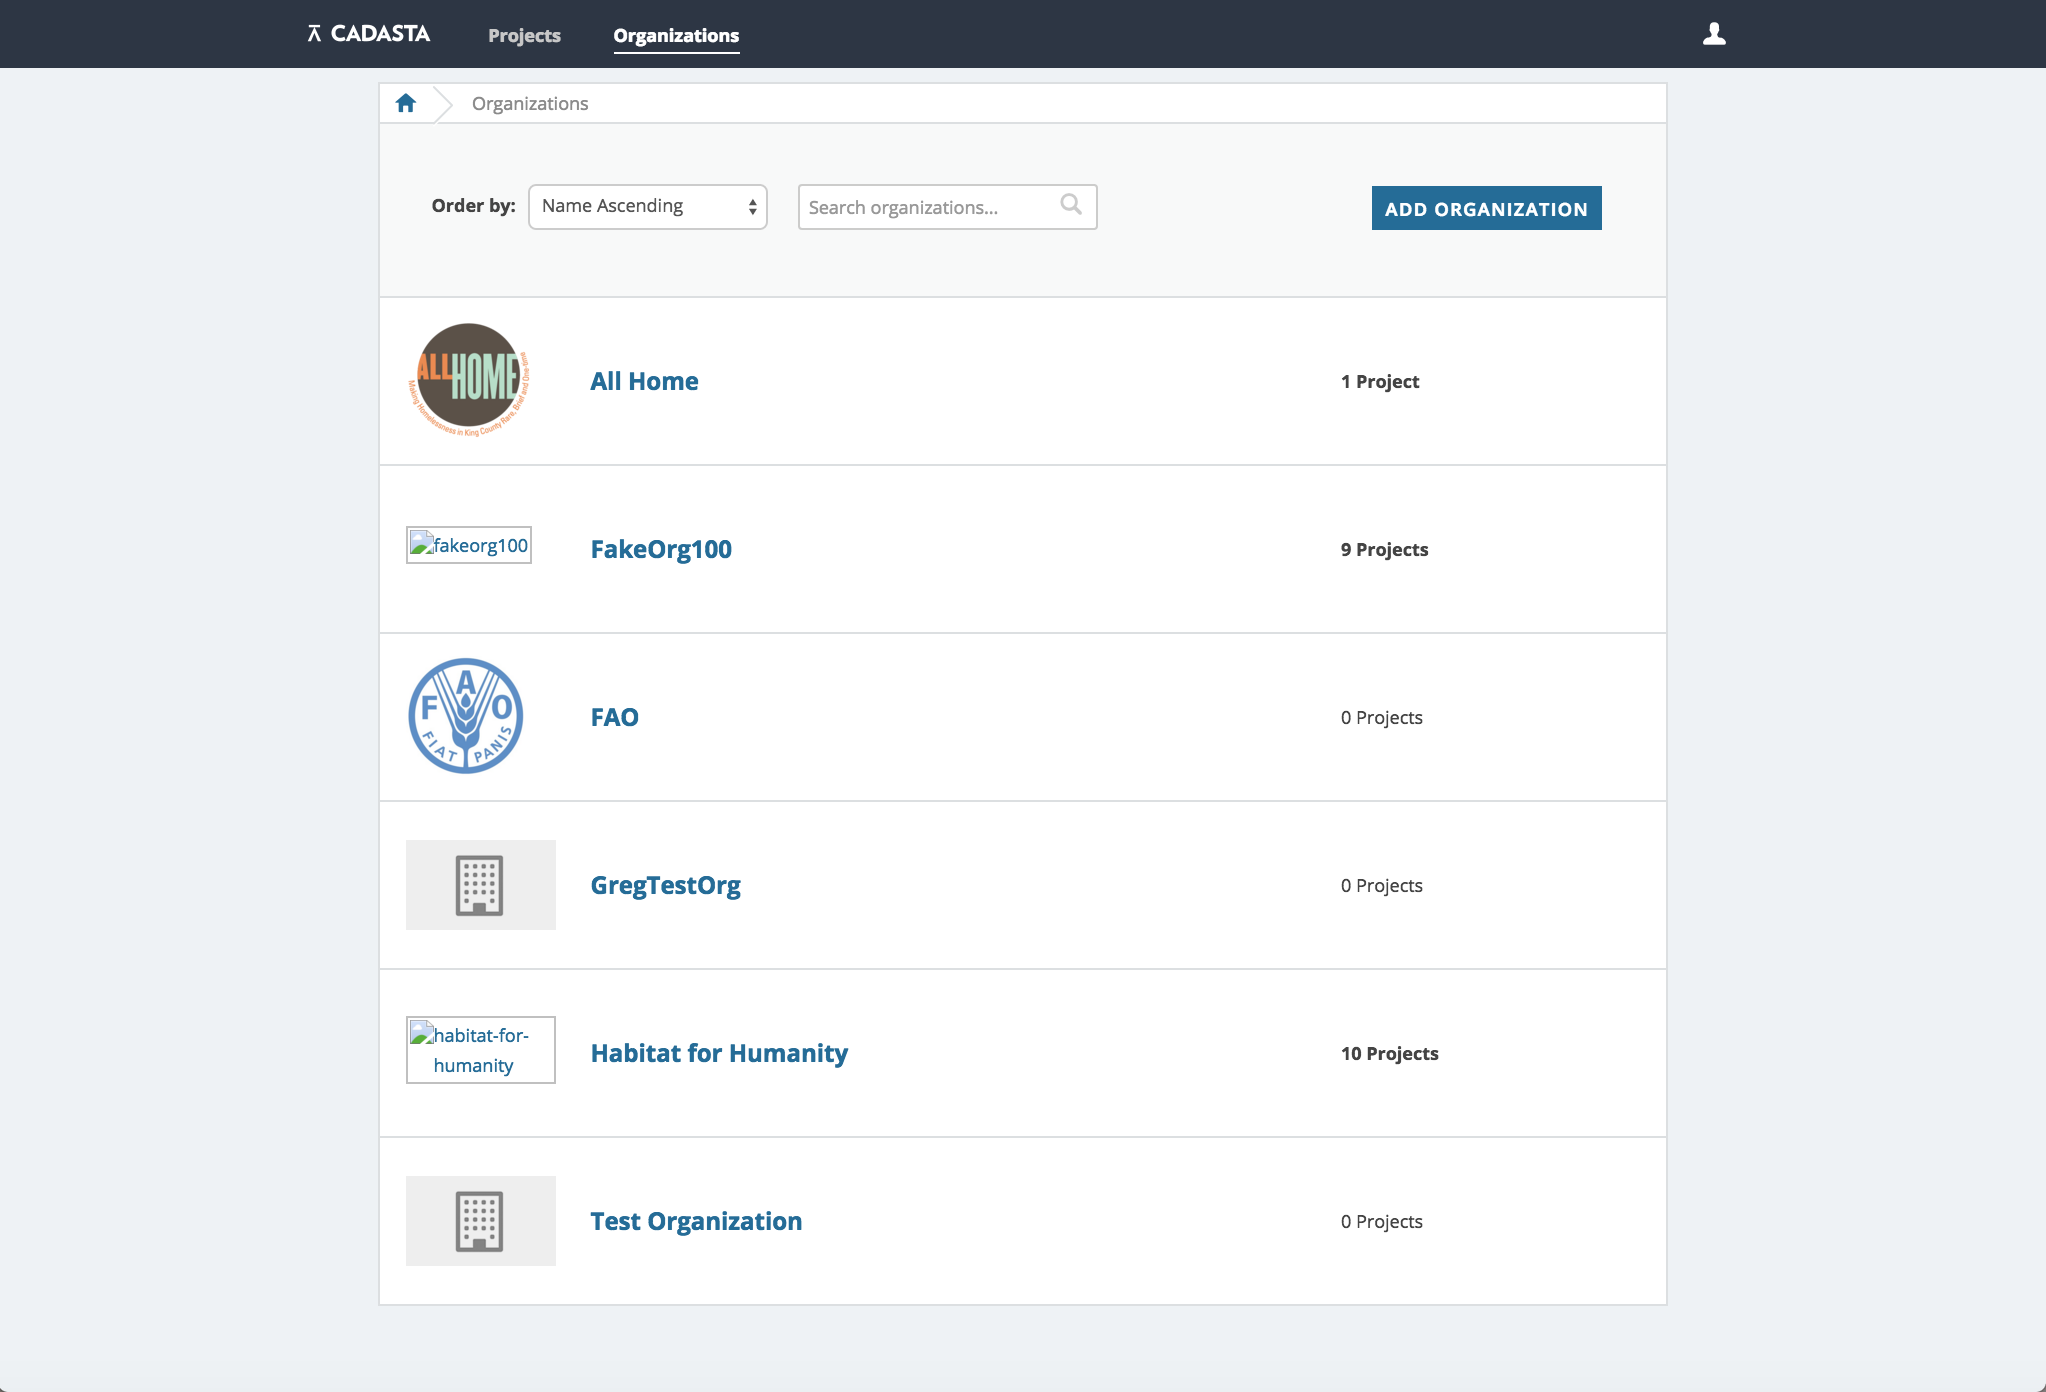 CADASTA
Projects
Organizations
Organizations
Order by:
Name Ascending
Search organizations...
ADD ORGANIZATION
ALLHOME
Making Homelessness in King County Rare, Brief and One-time
All Home
1 Project
fakeorg100
FakeOrg100
9 Projects
F A O
FIAT PANIS
FAO
0 Projects
GregTestOrg
0 Projects
habitat-for-
humanity
Habitat for Humanity
10 Projects
Test Organization
0 Projects